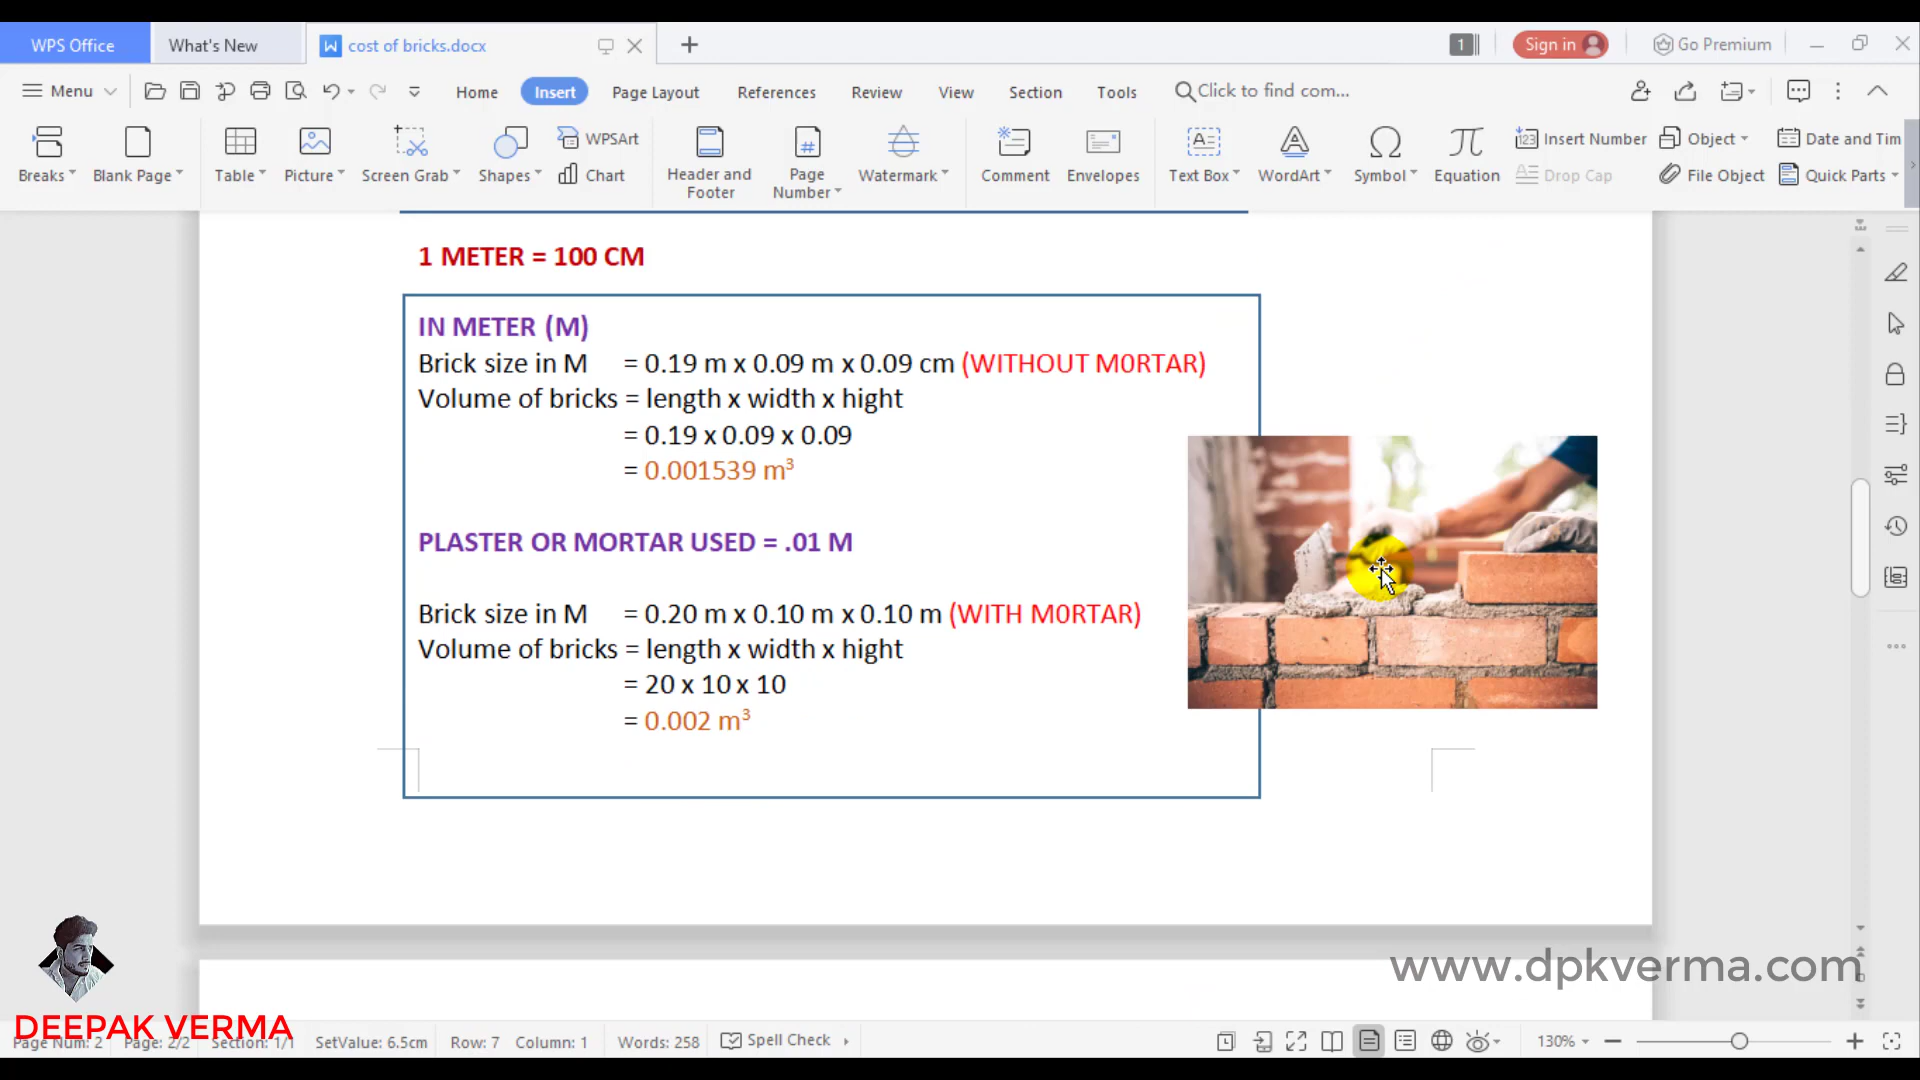 WPS Office
What's New
cost of bricks.docx
1
Sign in
Go Premium
Menu
Home
Insert
Page Layout
References
Review
View
Section
Tools
Click to find com...
Breaks
Blank Page
Table
Picture
Screen Grab
Shapes
WPSArt
Chart
Header and Footer
Page Number
Watermark
Comment
Envelopes
Text Box
WordArt
Symbol
Equation
Insert Number
Drop Cap
Object
File Object
Date and Tim
Quick Parts
1 METER = 100 CM
IN METER (M)
Brick size in M = 0.19 m x 0.09 m x 0.09 cm (WITHOUT M0RTAR)
Volume of bricks = length x width x hight
= 0.19 x 0.09 x 0.09
= 0.001539 m³
PLASTER OR MORTAR USED = .01 M
Brick size in M = 0.20 m x 0.10 m x 0.10 m (WITH M0RTAR)
Volume of bricks = length x width x hight
= 20 x 10 x 10
= 0.002 m³
www.dpkverma.com
DEEPAK VERMA
Page Num: 2 Page: 2/2 Section: 1/1 SetValue: 6.5cm Row: 7 Column: 1 Words: 258 Spell Check 130%